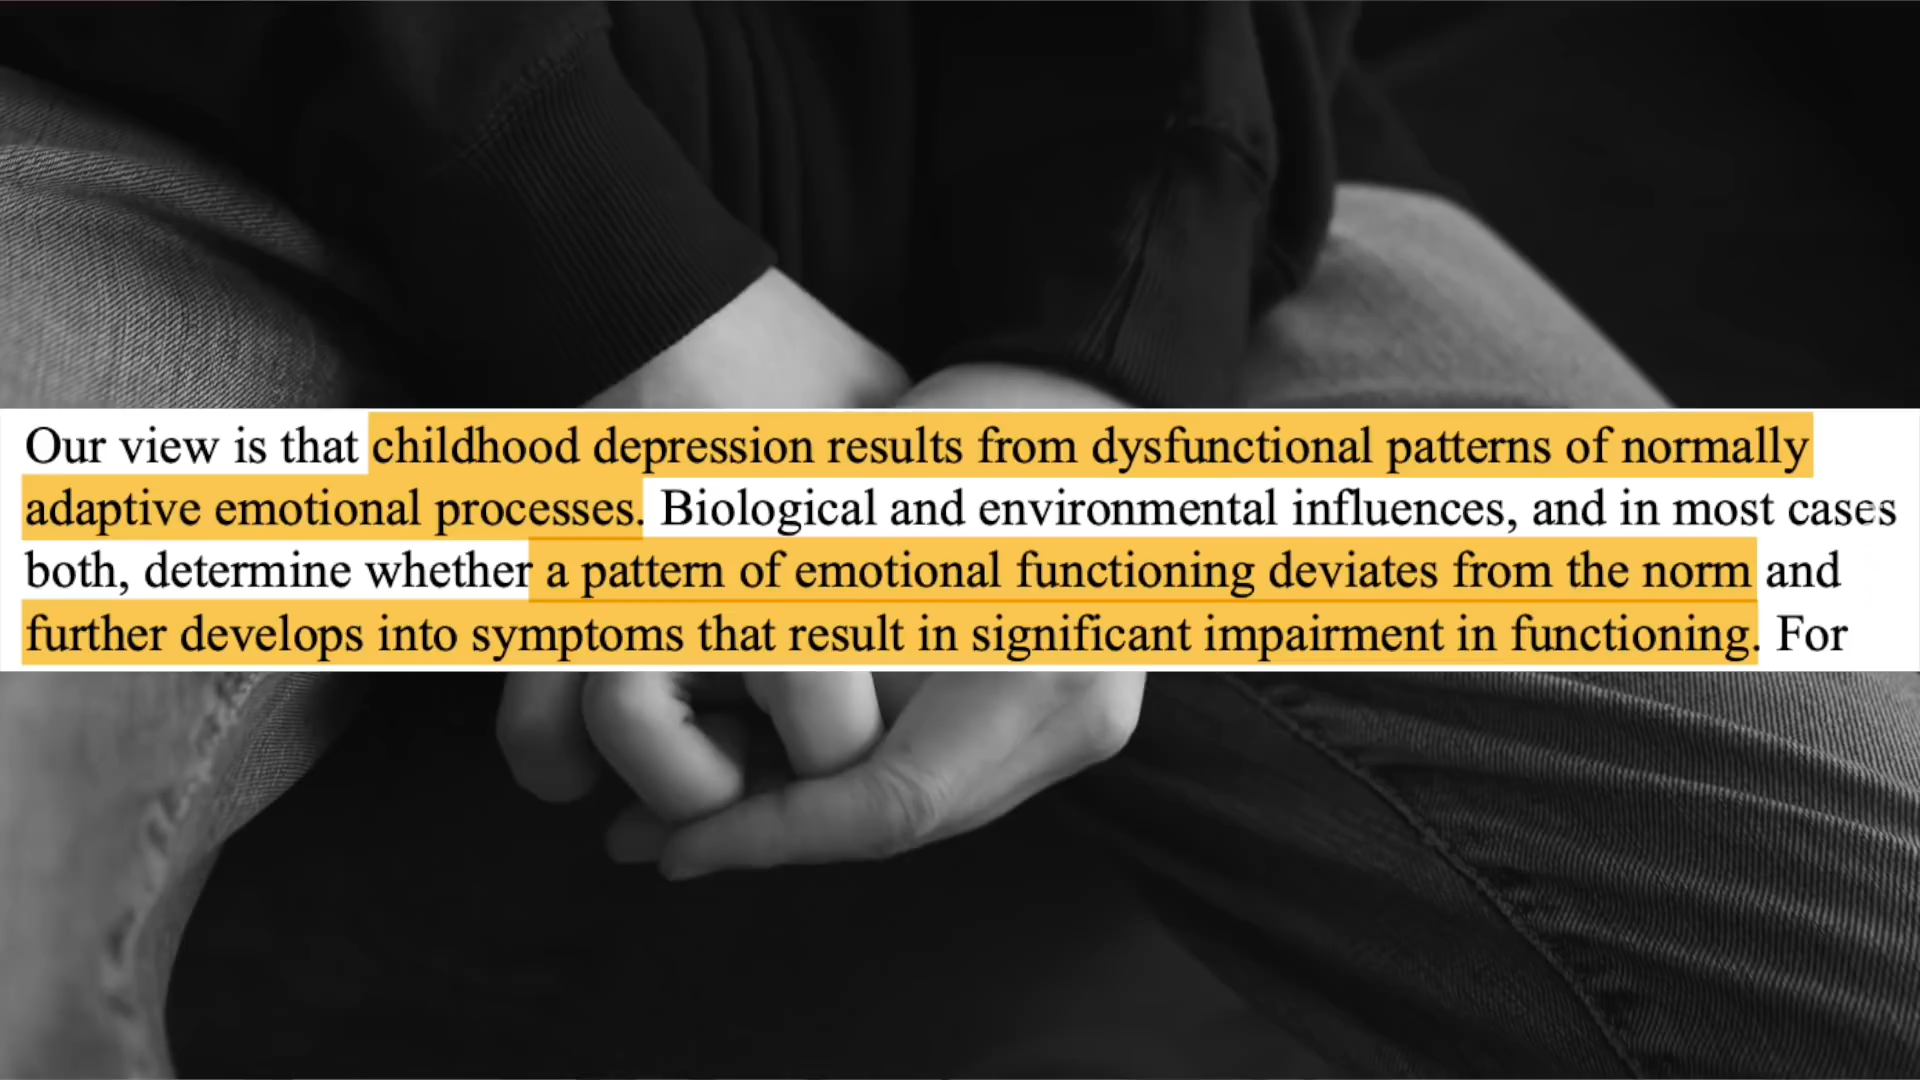 Our view is that childhood depression results from dysfunctional patterns of normally
adaptive emotional processes. Biological and environmental influences, and in most cases
both, determine whether a pattern of emotional functioning deviates from the norm and
further develops into symptoms that result in significant impairment in functioning. For